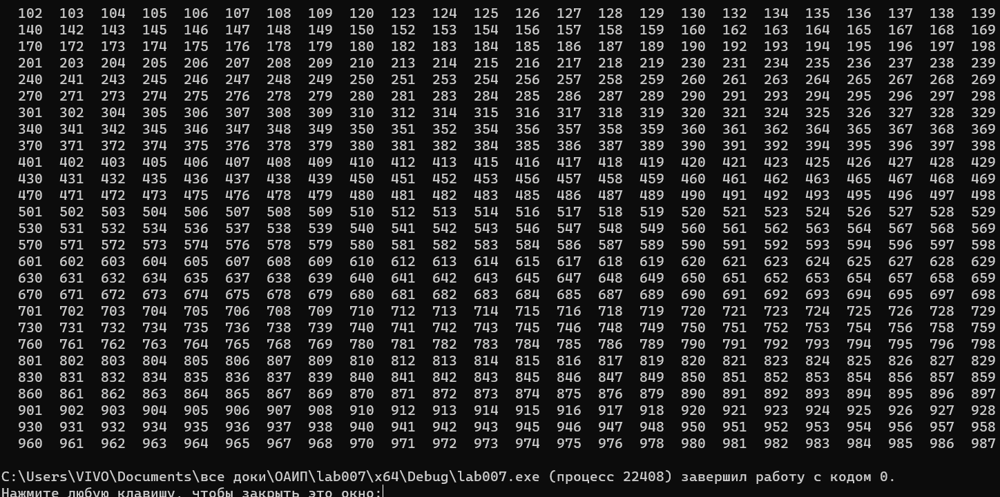 102 103 104 105 106 107 108 109 120 123 124 125 126 127 128 129 130 132 134 135 136 137 138 139
140 142 143 145 146 147 148 149 150 152 153 154 156 157 158 159 160 162 163 164 165 167 168 169
170 172 173 174 175 176 178 179 180 182 183 184 185 186 187 189 190 192 193 194 195 196 197 198
201 203 204 205 206 207 208 209 210 213 214 215 216 217 218 219 230 231 234 235 236 237 238 239
240 241 243 245 246 247 248 249 250 251 253 254 256 257 258 259 260 261 263 264 265 267 268 269
270 271 273 274 275 276 278 279 280 281 283 284 285 286 287 289 290 291 293 294 295 296 297 298
301 302 304 305 306 307 308 309 310 312 314 315 316 317 318 319 320 321 324 325 326 327 328 329
340 341 342 345 346 347 348 349 350 351 352 354 356 357 358 359 360 361 362 364 365 367 368 369
370 371 372 374 375 376 378 379 380 381 382 384 385 386 387 389 390 391 392 394 395 396 397 398
401 402 403 405 406 407 408 409 410 412 413 415 416 417 418 419 420 421 423 425 426 427 428 429
430 431 432 435 436 437 438 439 450 451 452 453 456 457 458 459 460 461 462 463 465 467 468 469
470 471 472 473 475 476 478 479 480 481 482 483 485 486 487 489 490 491 492 493 495 496 497 498
501 502 503 504 506 507 508 509 510 512 513 514 516 517 518 519 520 521 523 524 526 527 528 529
530 531 532 534 536 537 538 539 540 541 542 543 546 547 548 549 560 561 562 563 564 567 568 569
570 571 572 573 574 576 578 579 580 581 582 583 584 586 587 589 590 591 592 593 594 596 597 598
601 602 603 604 605 607 608 609 610 612 613 614 615 617 618 619 620 621 623 624 625 627 628 629
630 631 632 634 635 637 638 639 640 641 642 643 645 647 648 649 650 651 652 653 654 657 658 659
670 671 672 673 674 675 678 679 680 681 682 683 684 685 687 689 690 691 692 693 694 695 697 698
701 702 703 704 705 706 708 709 710 712 713 714 715 716 718 719 720 721 723 724 725 726 728 729
730 731 732 734 735 736 738 739 740 741 742 743 745 746 748 749 750 751 752 753 754 756 758 759
760 761 762 763 764 765 768 769 780 781 782 783 784 785 786 789 790 791 792 793 794 795 796 798
801 802 803 804 805 806 807 809 810 812 813 814 815 816 817 819 820 821 823 824 825 826 827 829
830 831 832 834 835 836 837 839 840 841 842 843 845 846 847 849 850 851 852 853 854 856 857 859
860 861 862 863 864 865 867 869 870 871 872 873 874 875 876 879 890 891 892 893 894 895 896 897
901 902 903 904 905 906 907 908 910 912 913 914 915 916 917 918 920 921 923 924 925 926 927 928
930 931 932 934 935 936 937 938 940 941 942 943 945 946 947 948 950 951 952 953 954 956 957 958
960 961 962 963 964 965 967 968 970 971 972 973 974 975 976 978 980 981 982 983 984 985 986 987
C:\Users\VIVO\Documents\все доки\ОАИП\lab007\x64\Debug\lab007.exe (процесс 22408) завершил работу с кодом 0.
Нажмите любую клавишу, чтобы закрыть это окно: